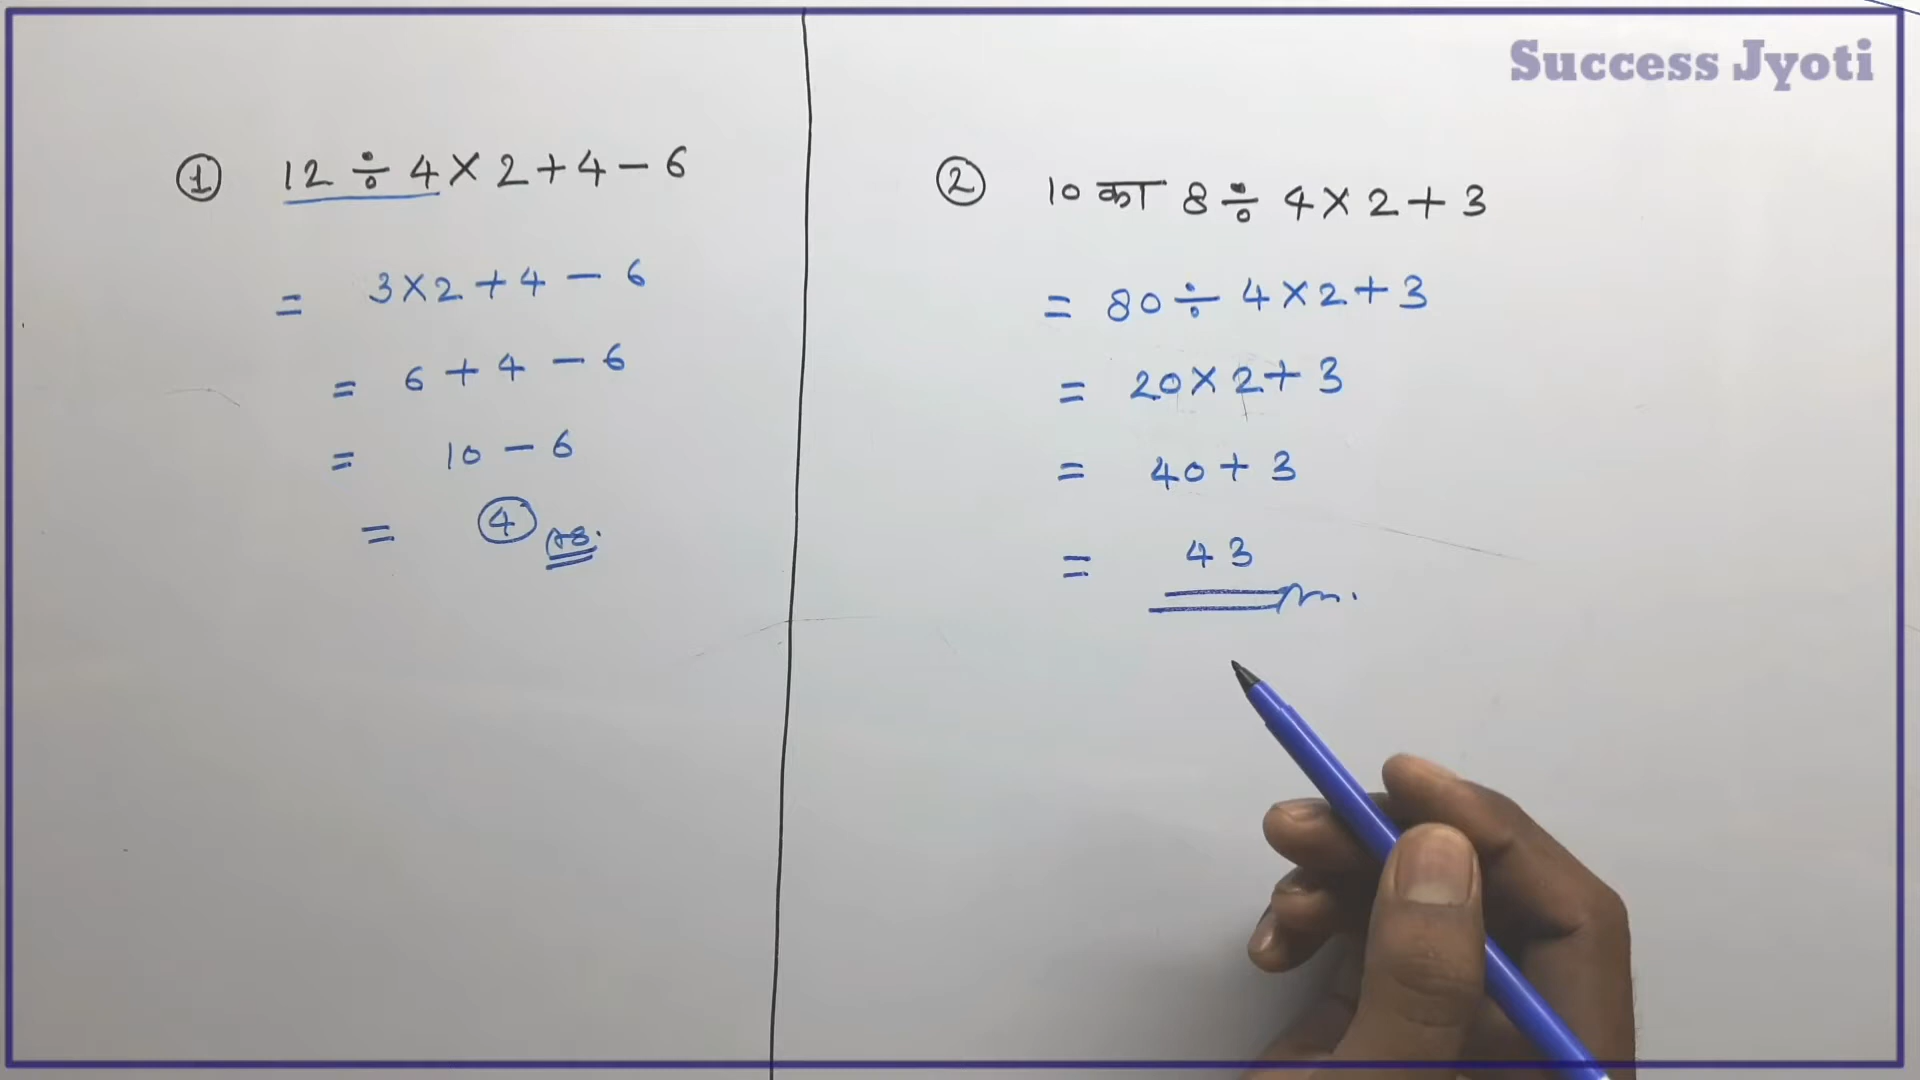 Success Jyoti
① 12 ÷ 4 × 2 + 4 − 6
= 3 × 2 + 4 − 6
= 6 + 4 − 6
= 10 − 6
= 4
② 10 का 8 ÷ 4 × 2 + 3
= 80 ÷ 4 × 2 + 3
= 20 × 2 + 3
= 40 + 3
= 43